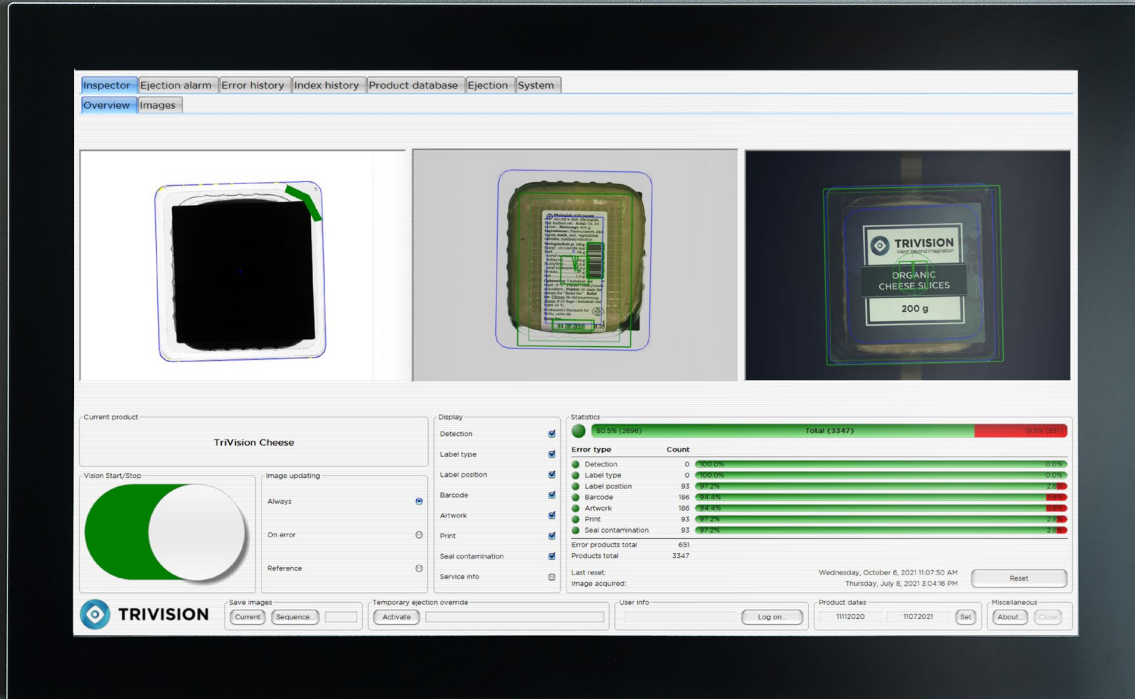 Inspector Ejection alarm Error history Index history Product database Ejection System
Overview Images
TRIVISION
Vision beyond imagination
ORGANIC
CHEESE SLICES
200 g
Current product
TriVision Cheese
Vision Start/Stop
Image updating
Always
On error
Reference
Display
Detection
Label type
Label position
Barcode
Artwork
Print
Seal contamination
Service info
Statistics
80.5% (2696) Total (3347) 19.5% (651)
Error type Count
Detection 0 100.0% 0.0%
Label type 0 100.0% 0.0%
Label position 93 97.2% 2.8%
Barcode 186 94.4% 5.6%
Artwork 186 94.4% 5.6%
Print 93 97.2% 2.8%
Seal contamination 93 97.2% 2.8%
Error products total 651
Products total 3347
Last reset: Wednesday, October 6, 2021 11:07:50 AM
Image acquired: Thursday, July 8, 2021 3:04:16 PM
Reset
TRIVISION
Save images
Current Sequence...
Temporary ejection override
Activate
User info
Log on...
Product dates
11112020 11072021 Set
Miscellaneous
About... Close